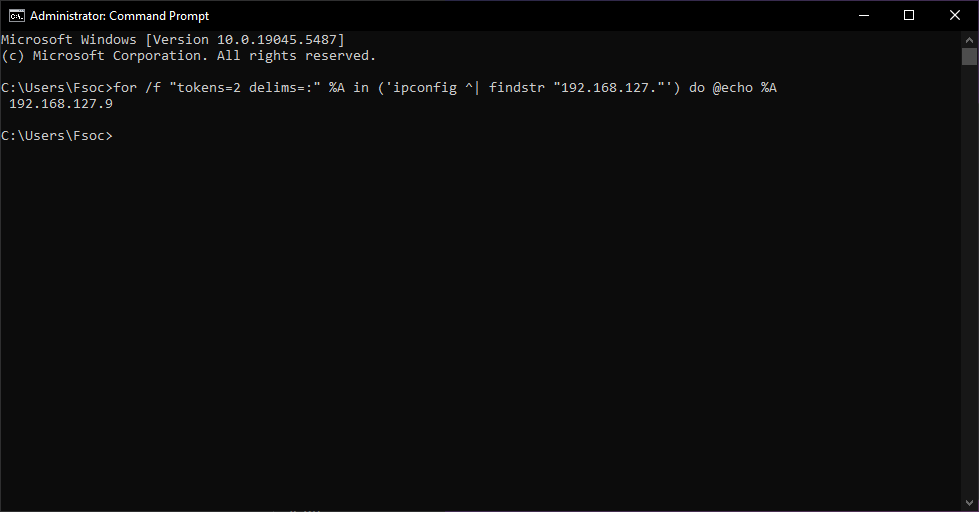 Administrator: Command Prompt
Microsoft Windows [Version 10.0.19045.5487]
(c) Microsoft Corporation. All rights reserved.
C:\Users\Fsoc>for /f "tokens=2 delims=:" %A in ('ipconfig ^| findstr "192.168.127."') do @echo %A
192.168.127.9
C:\Users\Fsoc>